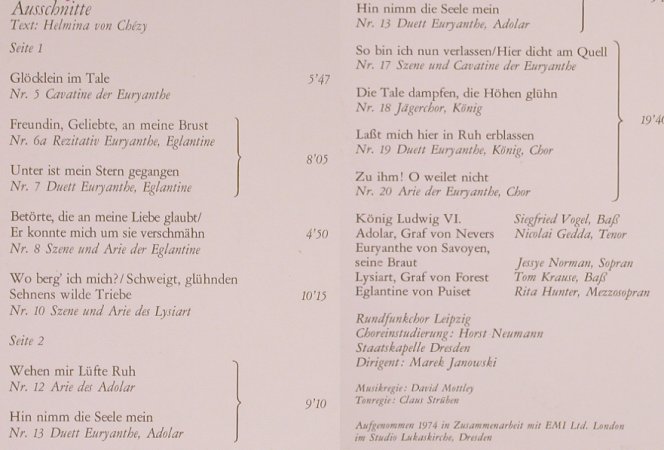 Ausschnitte
Text: Helmina von Chézy
Seite 1
Glöcklein im Tale 5'47
Nr. 5 Cavatine der Euryanthe
Freundin, Geliebte, an meine Brust
Nr. 6a Rezitativ Euryanthe, Eglantine
8'05
Unter ist mein Stern gegangen
Nr. 7 Duett Euryanthe, Eglantine
Betörte, die an meine Liebe glaubt/
Er konnte mich um sie verschmähn 4'50
Nr. 8 Szene und Arie der Eglantine
Wo berg' ich mich?/Schweigt, glühnden
Sehnens wilde Triebe 10'15
Nr. 10 Szene und Arie des Lysiart
Seite 2
Wehen mir Lüfte Ruh
Nr. 12 Arie des Adolar
9'10
Hin nimm die Seele mein
Nr. 13 Duett Euryanthe, Adolar
Hin nimm die Seele mein
Nr. 13 Duett Euryanthe, Adolar
So bin ich nun verlassen/Hier dicht am Quell
Nr. 17 Szene und Cavatine der Euryanthe
Die Tale dampfen, die Höhen glühn
Nr. 18 Jägerchor, König
19'40
Laßt mich hier in Ruh erblassen
Nr. 19 Duett Euryanthe, König, Chor
Zu ihm! O weilet nicht
Nr. 20 Arie der Euryanthe, Chor
König Ludwig VI. Siegfried Vogel, Baß
Adolar, Graf von Nevers Nicolai Gedda, Tenor
Euryanthe von Savoyen,
seine Braut Jessye Norman, Sopran
Lysiart, Graf von Forest Tom Krause, Baß
Eglantine von Puiset Rita Hunter, Mezzosopran
Rundfunkchor Leipzig
Choreinstudierung: Horst Neumann
Staatskapelle Dresden
Dirigent: Marek Janowski
Musikregie: David Mottley
Tonregie: Claus Strüben
Aufgenommen 1974 in Zusammenarbeit mit EMI Ltd. London
im Studio Lukaskirche, Dresden